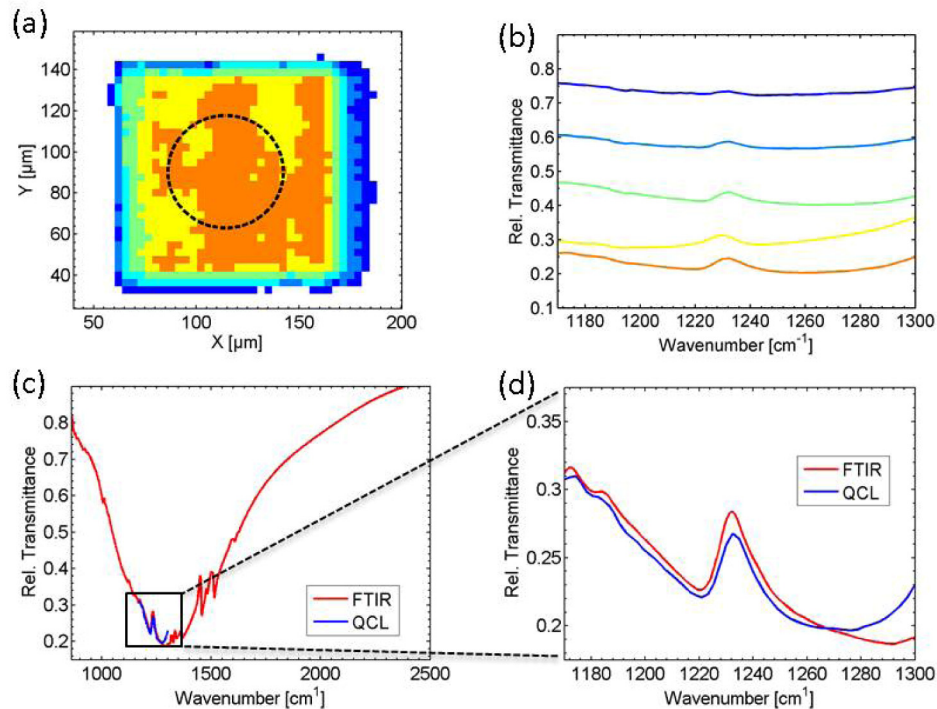 (a)
140
120
100
80
60
40
Y [µm]
50
100
150
200
X [µm]
(b)
0.8
0.7
0.6
0.5
0.4
0.3
0.2
0.1
Rel. Transmittance
1180
1200
1220
1240
1260
1280
1300
Wavenumber [cm-1]
(c)
0.8
0.7
0.6
0.5
0.4
0.3
0.2
Rel. Transmittance
FTIR
QCL
1000
1500
2000
2500
Wavenumber [cm1]
(d)
0.35
0.3
0.25
0.2
Rel. Transmittance
FTIR
QCL
1180
1200
1220
1240
1260
1280
1300
Wavenumber [cm1]